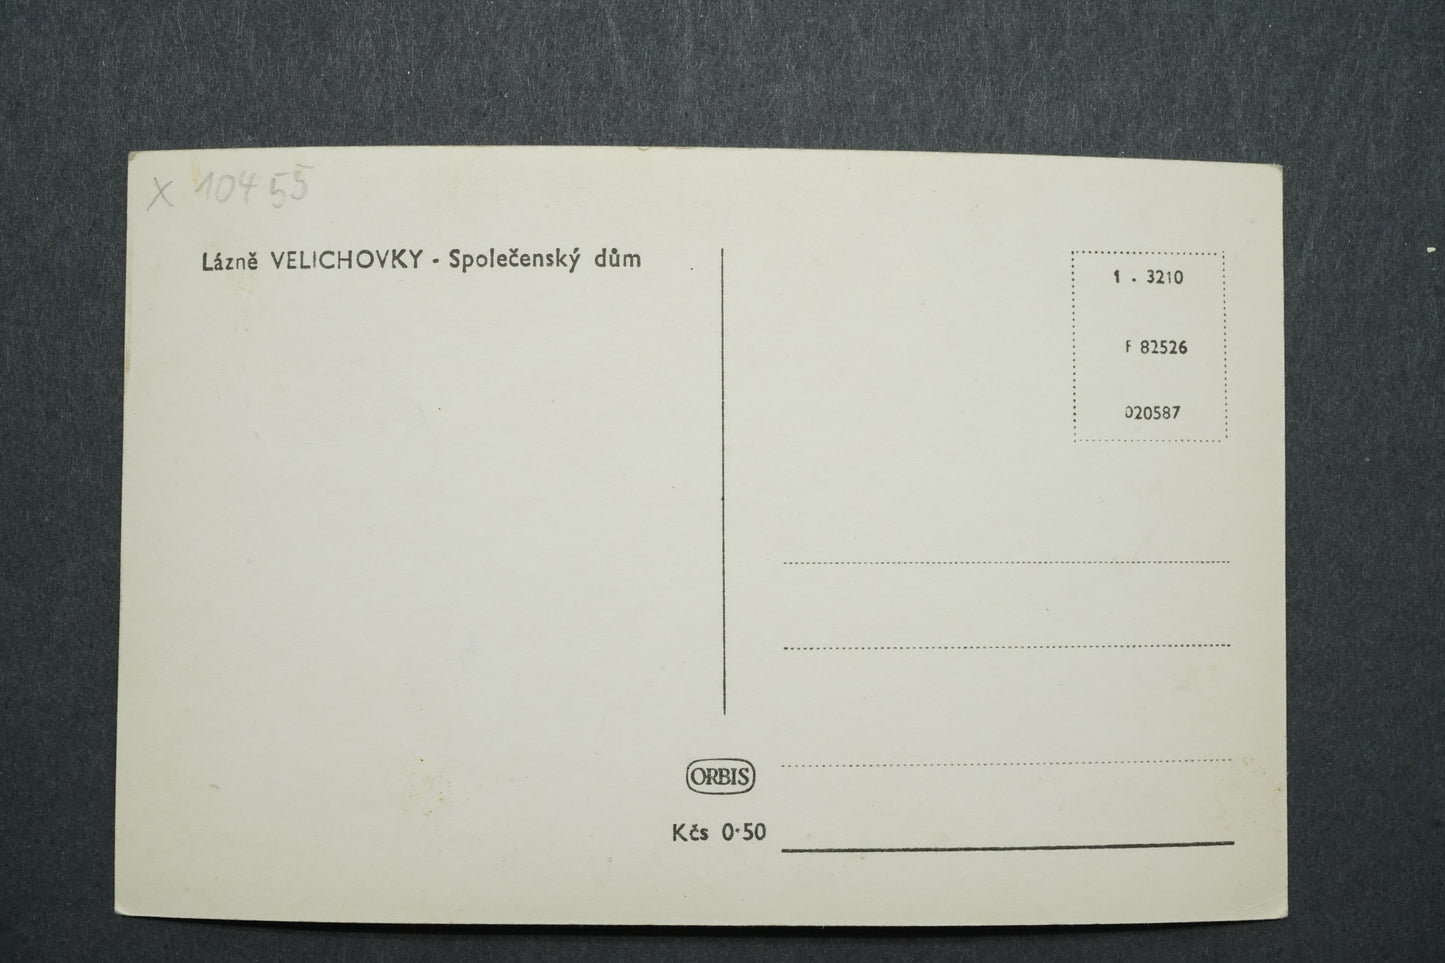 x 10455
Lázně VELICHOVKY - Společenský dům
1 . 3210
F 82526
020587
ORBIS
Kčs 0·50